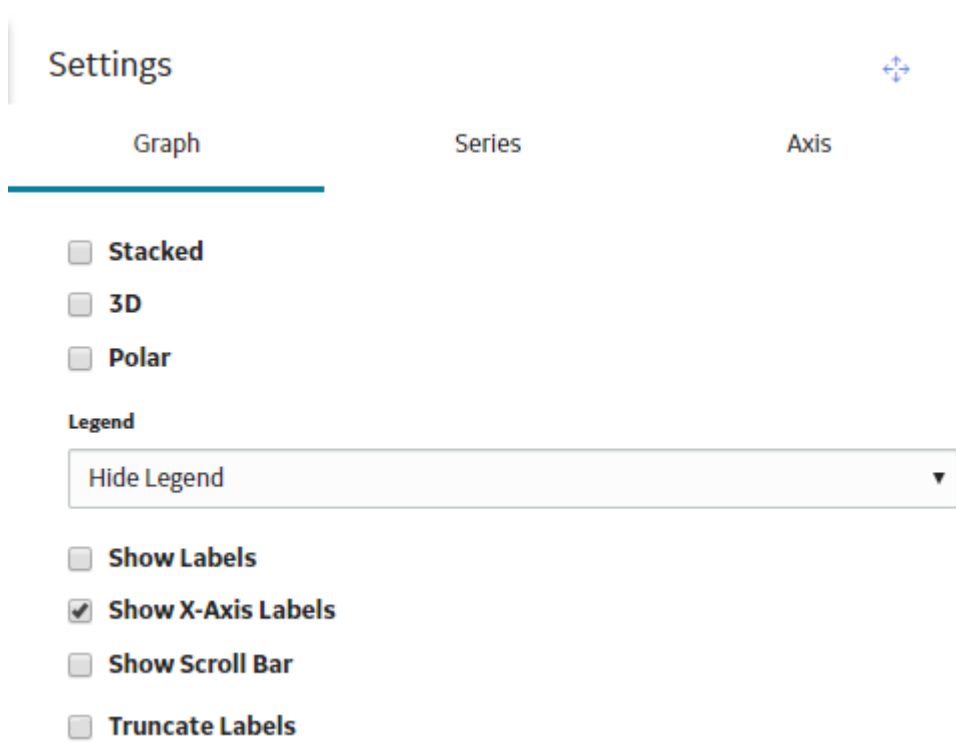 Settings
Graph Series Axis
Stacked
3D
Polar
Legend
Hide Legend
Show Labels
Show X-Axis Labels
Show Scroll Bar
Truncate Labels